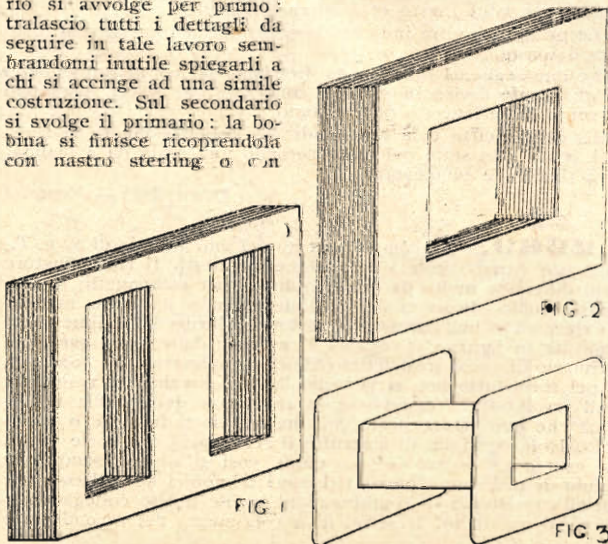 rio si avvolge per primo:
tralascio tutti i dettagli da
seguire in tale lavoro sem-
brandomi inutile spiegarli a
chi si accinge ad una simile
costruzione. Sul secondario
si svolge il primario: la bo-
bina si finisce ricoprendola
con nastro sterling o con
FIG. 2
FIG. 1
FIG. 3